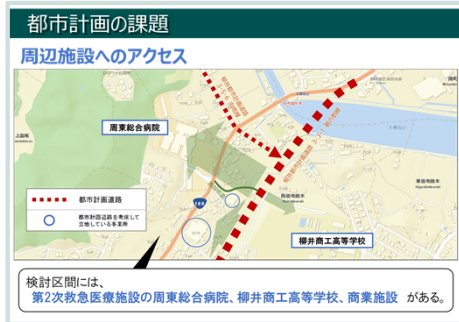 都市計画の課題
周辺施設へのアクセス
周東総合病院
都市計画道路
都市計画道路を考慮して
立地している事業所
188
柳井商工高等学校
検討区間には、
第2次救急医療施設の周東総合病院、柳井商工高等学校、商業施設 がある。